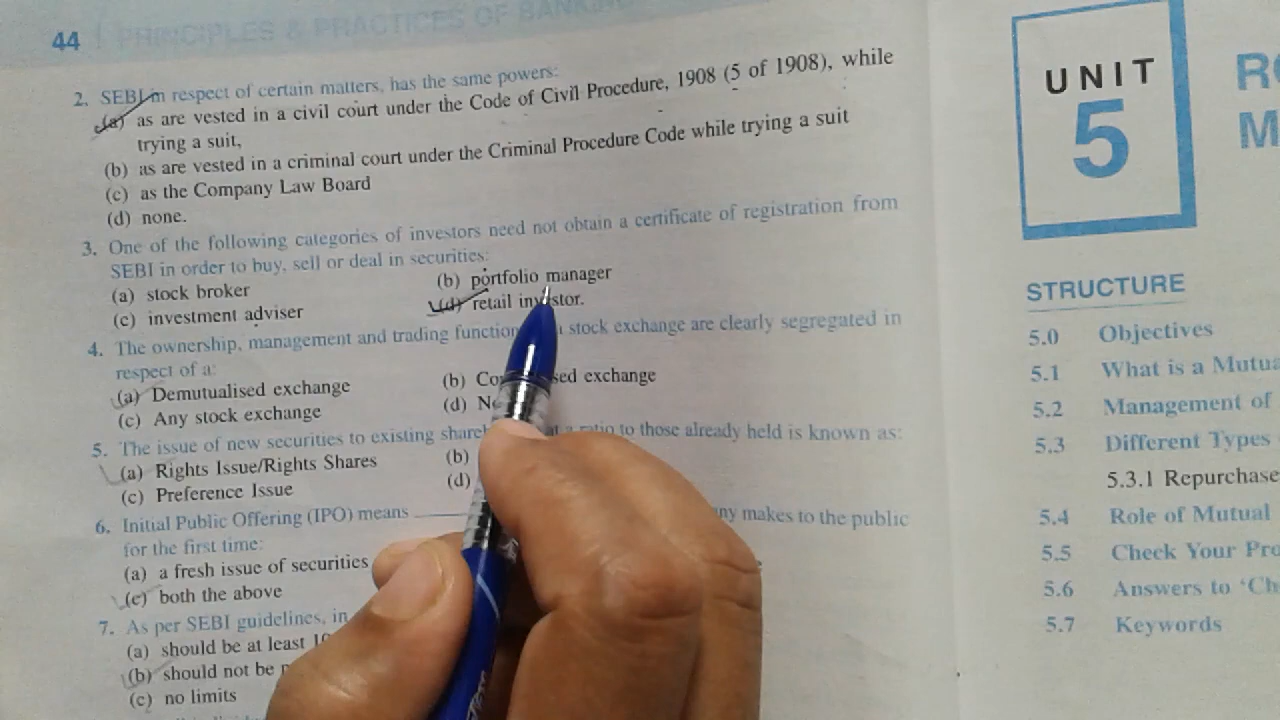 44 | PRINCIPLES & PRACTICES OF BANKING
2. SEBI in respect of certain matters, has the same powers:
(a) as are vested in a civil court under the Code of Civil Procedure, 1908 (5 of 1908), while
trying a suit,
(b) as are vested in a criminal court under the Criminal Procedure Code while trying a suit
(c) as the Company Law Board
(d) none.
3. One of the following categories of investors need not obtain a certificate of registration from
SEBI in order to buy, sell or deal in securities:
(a) stock broker (b) portfolio manager
(c) investment adviser (d) retail investor.
4. The ownership, management and trading function stock exchange are clearly segregated in
respect of a:
(a) Demutualised exchange (b) exchange
(c) Any stock exchange (d)
5. The issue of new securities to existing at a ratio to those already held is known as:
(a) Rights Issue/Rights Shares (b)
(c) Preference Issue (d)
6. Initial Public Offering (IPO) means ______ makes to the public
for the first time:
(a) a fresh issue of securities
(c) both the above
7. As per SEBI guidelines, in
(a) should be at least
(b) should not be
(c) no limits
UNIT
5
STRUCTURE
5.0 Objectives
5.1 What is a
5.2 Management of
5.3 Different Types
5.3.1 Repurchase
5.4 Role of Mutual
5.5 Check Your
5.6 Answers to
5.7 Keywords